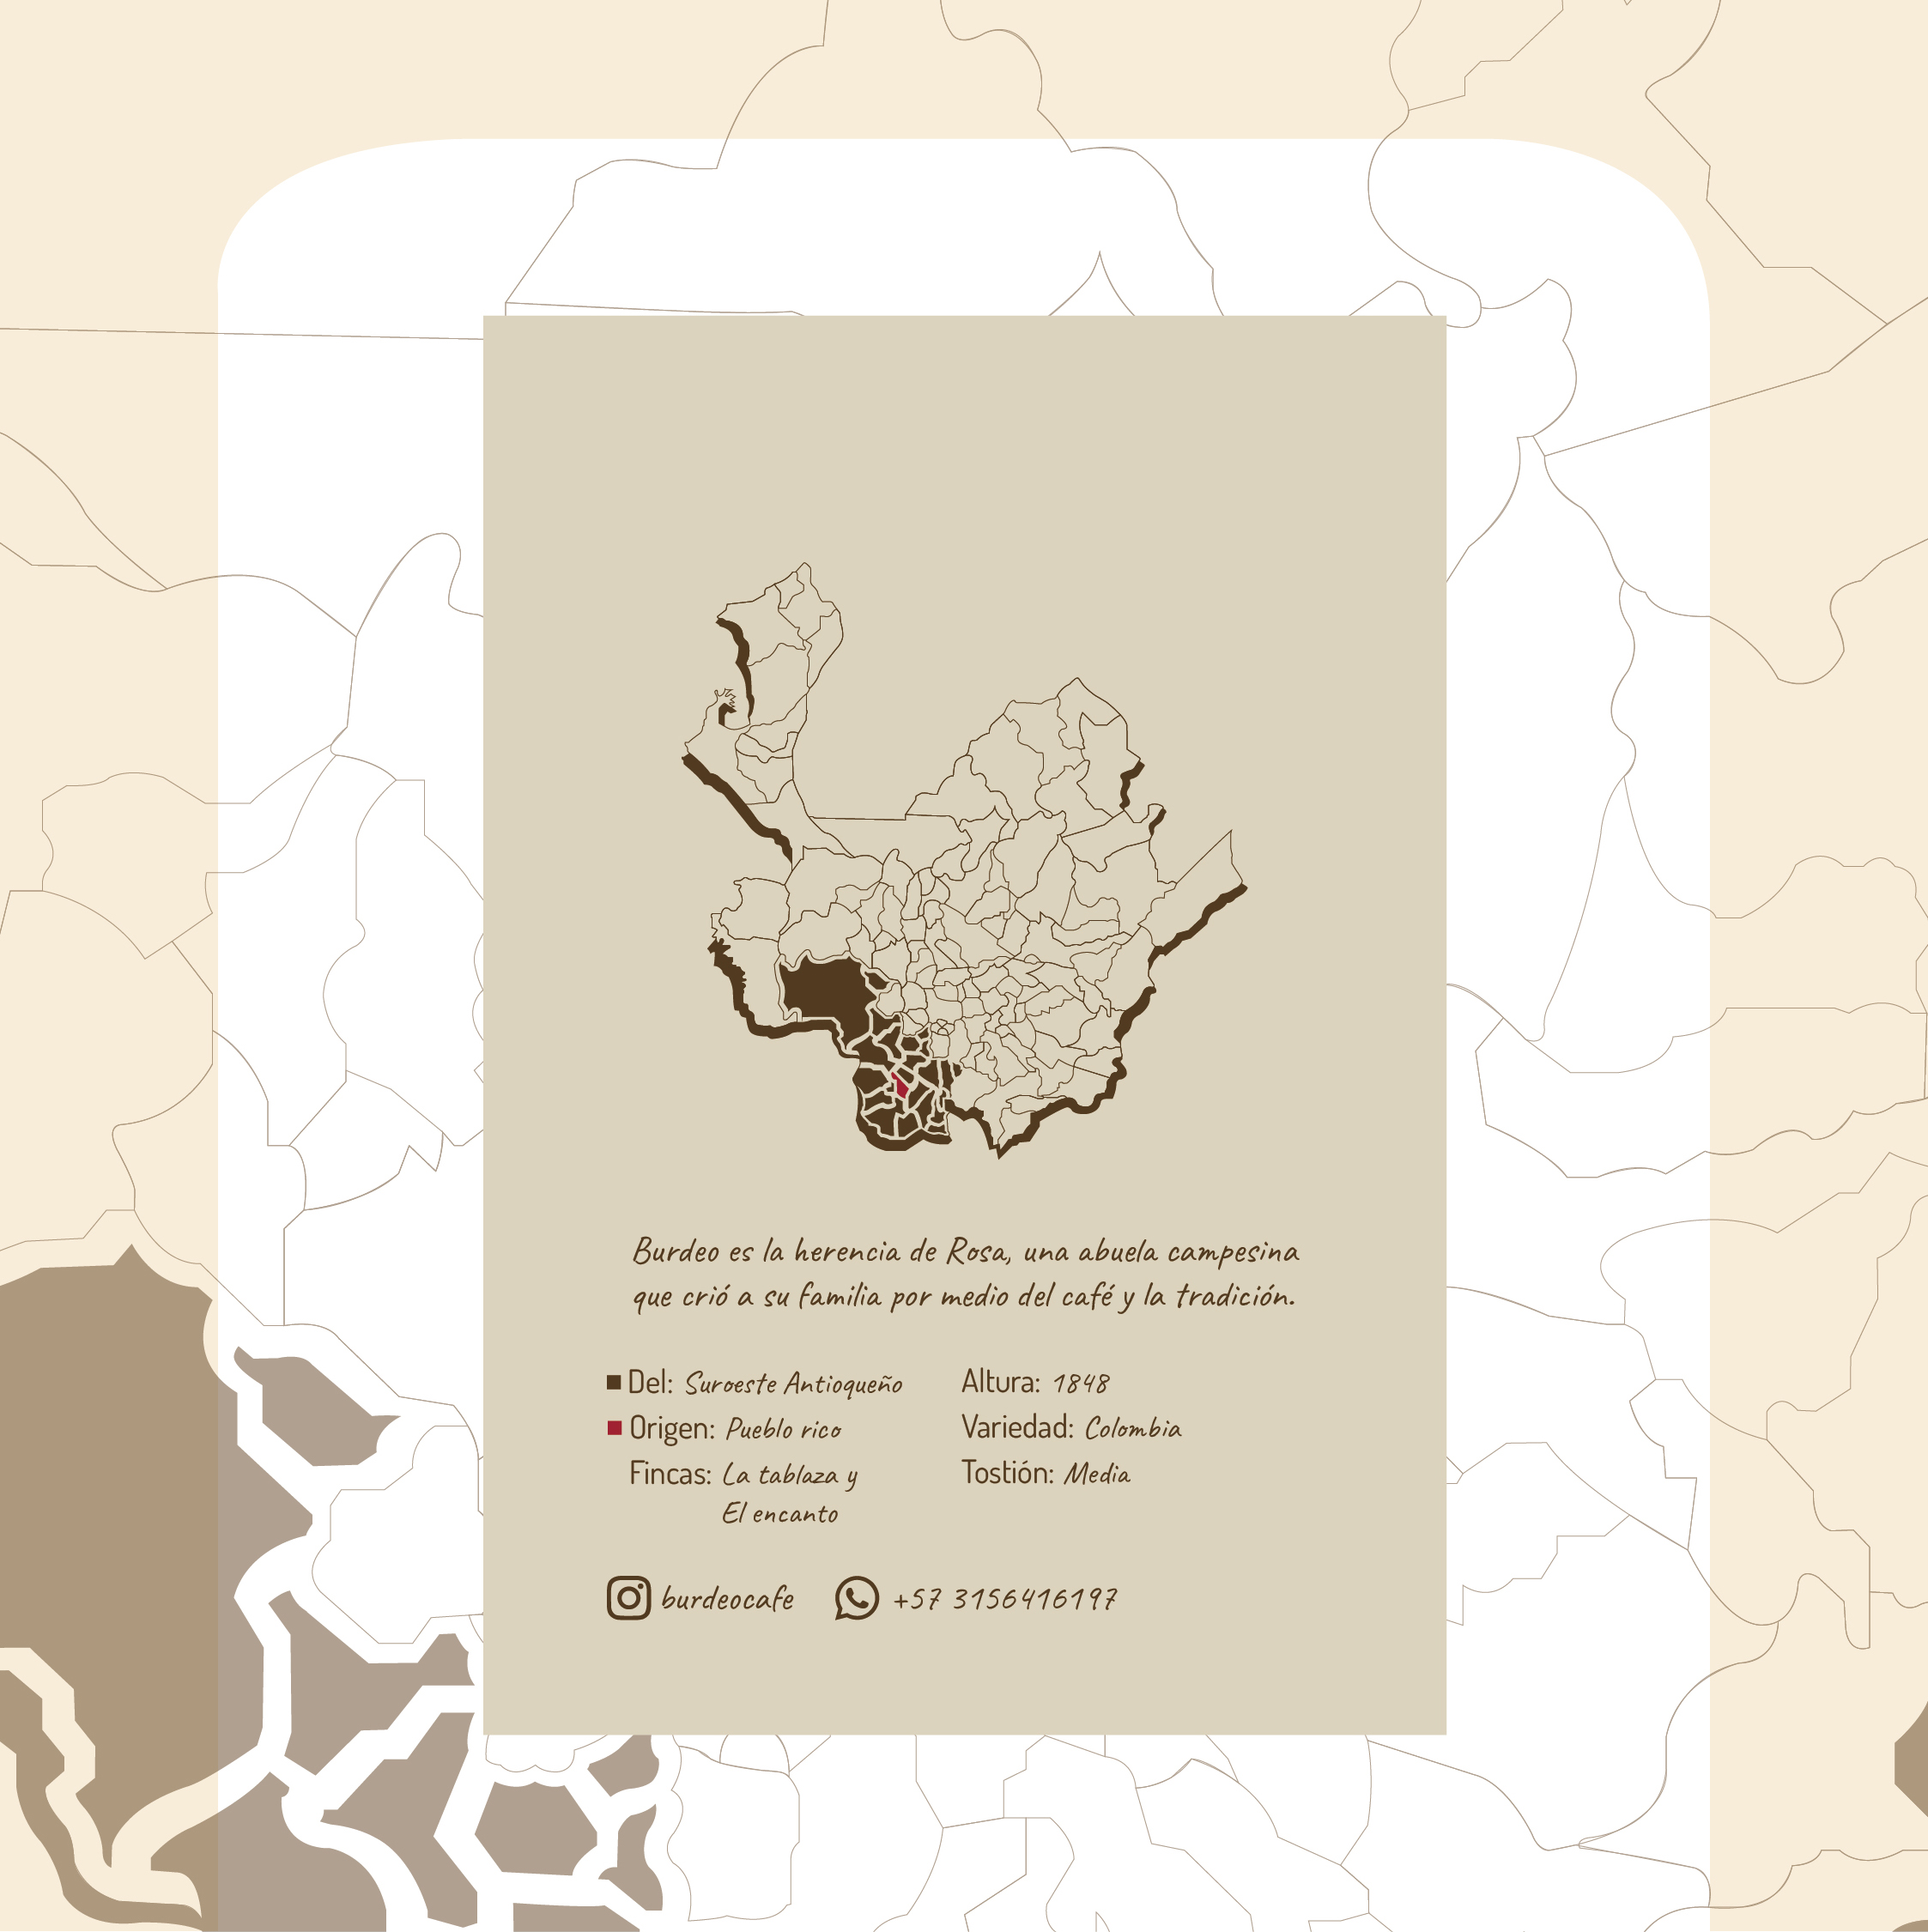 Burdeo es la herencia de Rosa, una abuela campesina
que crió a su familia por medio del café y la tradición.
Del: Suroeste Antioqueño
Origen: Pueblo rico
Fincas: La tablaza y
El encanto
Altura: 1848
Variedad: Colombia
Tostión: Media
burdeocafe
+57 3156416197